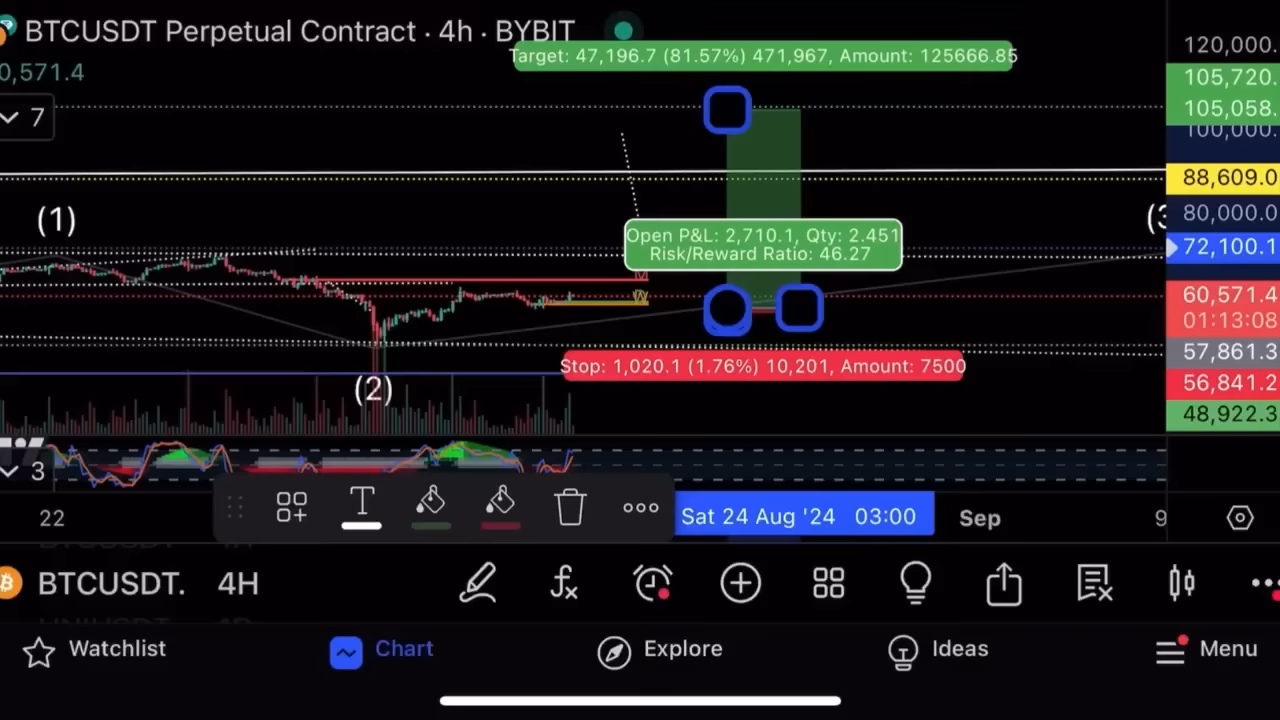 BTCUSDT Perpetual Contract · 4h · BYBIT
Target: 47,196.7 (81.57%) 471,967, Amount: 125666.85
0,571.4
7
120,000.
105,720.
105,058.
100,000.
88,609.0
(1)
(3
80,000.0
Open P&L: 2,710.1, Qty: 2.451
Risk/Reward Ratio: 46.27
72,100.1
M
W
60,571.4
01:13:08
57,861.3
Stop: 1,020.1 (1.76%) 10,201, Amount: 7500
56,841.2
(2)
48,922.3
3
22
T
Sat 24 Aug '24 03:00
Sep
9
BTCUSDT. 4H
Watchlist
Chart
Explore
Ideas
Menu